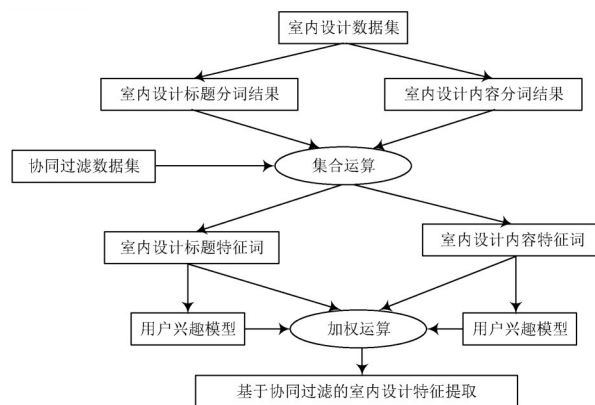 室内设计数据集
室内设计标题分词结果
室内设计内容分词结果
协同过滤数据集
集合运算
室内设计标题特征词
室内设计内容特征词
用户兴趣模型
加权运算
用户兴趣模型
基于协同过滤的室内设计特征提取